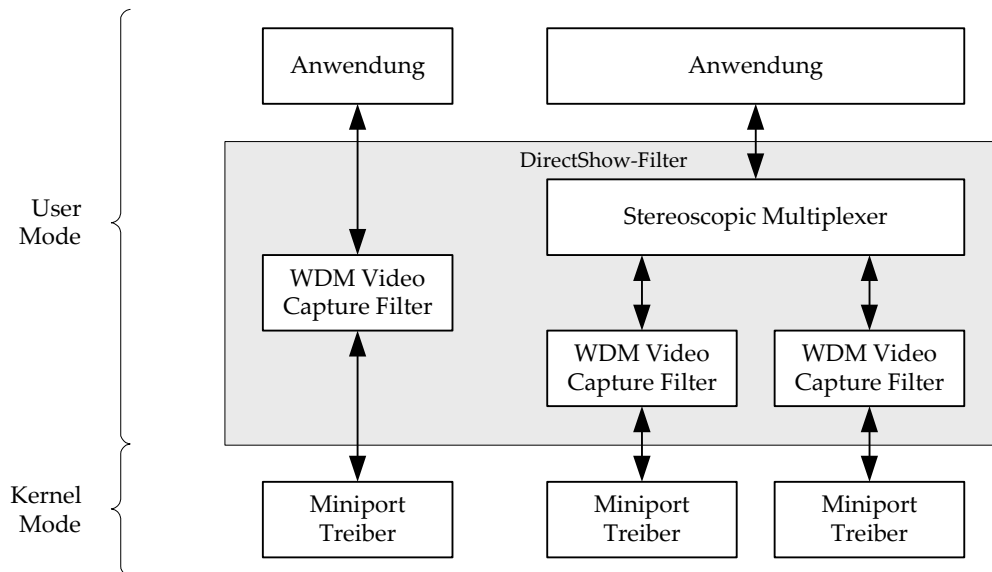 Anwendung
Anwendung
DirectShow-Filter
Stereoscopic Multiplexer
User
Mode
WDM Video
Capture Filter
WDM Video
Capture Filter
WDM Video
Capture Filter
Kernel
Mode
Miniport
Treiber
Miniport
Treiber
Miniport
Treiber